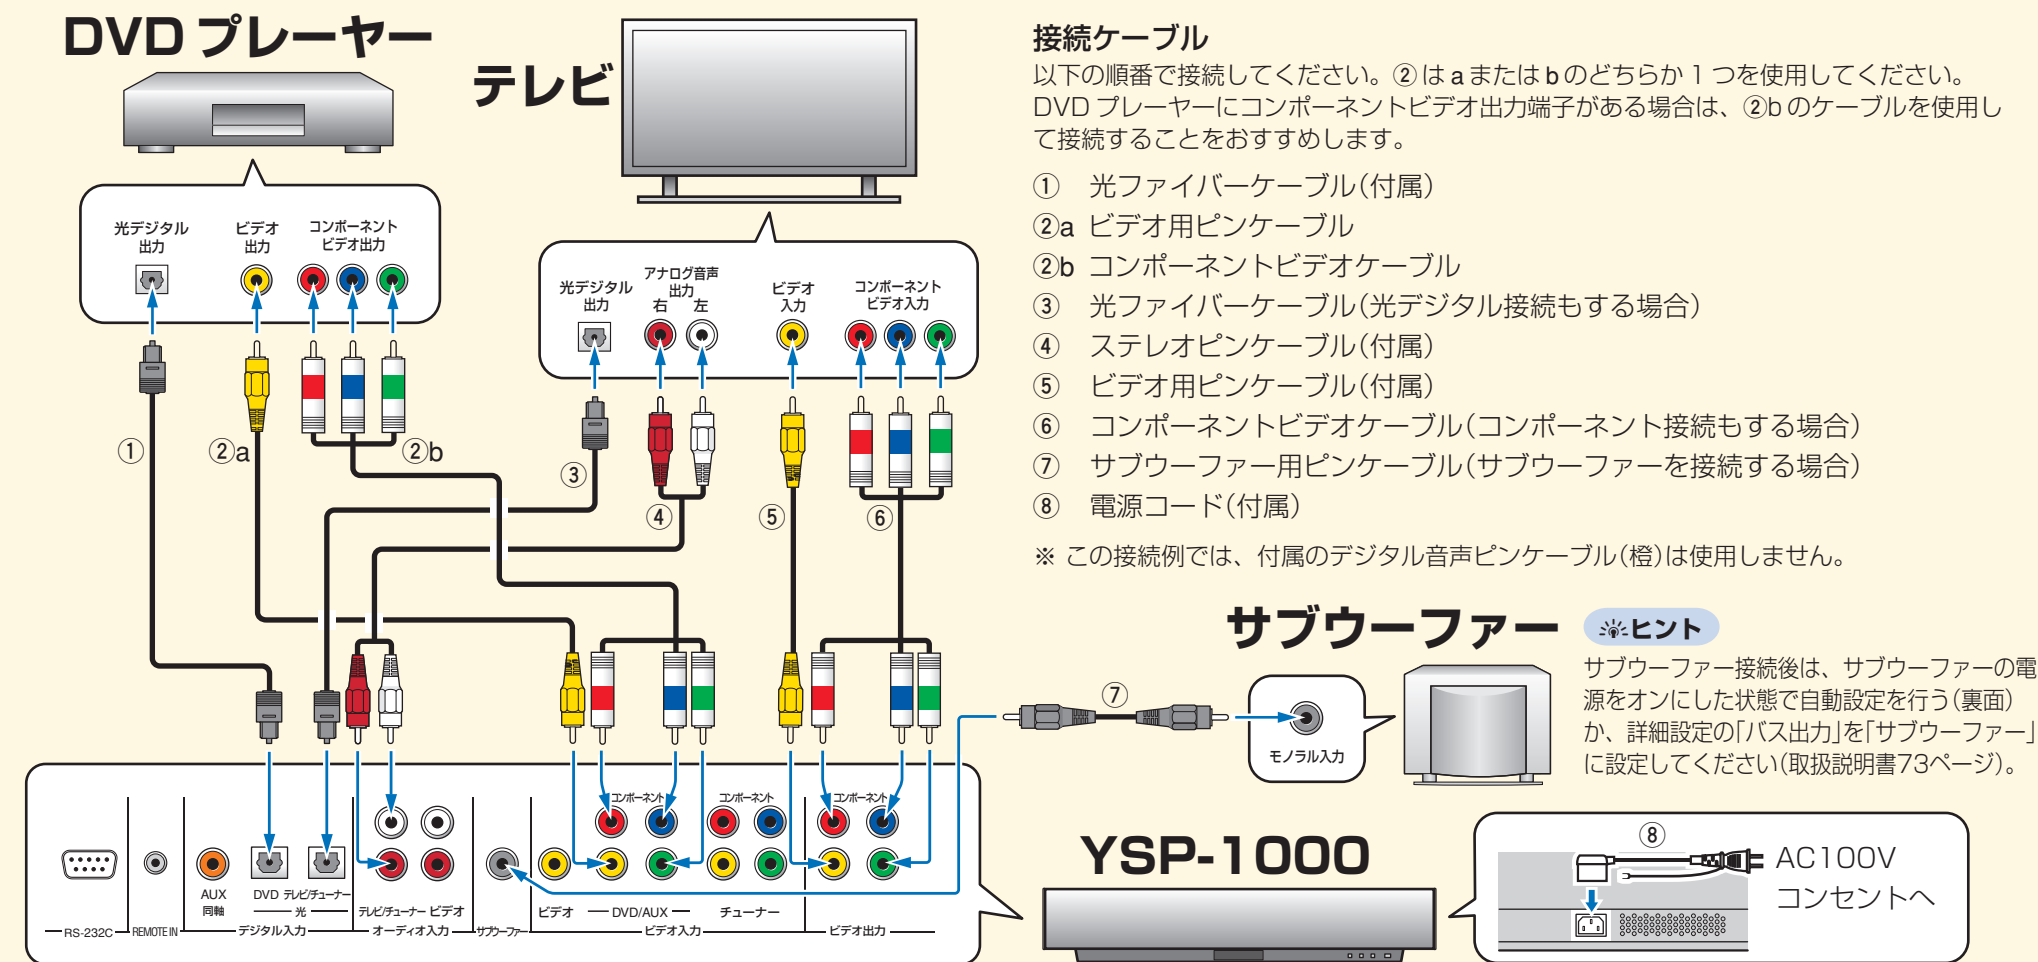 DVD プレーヤー
テレビ
光デジタル
出力
ビデオ
出力
コンポーネント
ビデオ出力
光デジタル
出力
アナログ音声
出力
右 左
ビデオ
入力
コンポーネント
ビデオ入力
①
②a
②b
③
④
⑤
⑥
接続ケーブル
以下の順番で接続してください。②は a または b のどちらか 1 つを使用してください。
DVD プレーヤーにコンポーネントビデオ出力端子がある場合は、②b のケーブルを使用し
て接続することをおすすめします。
① 光ファイバーケーブル(付属)
②a ビデオ用ピンケーブル
②b コンポーネントビデオケーブル
③ 光ファイバーケーブル(光デジタル接続もする場合)
④ ステレオピンケーブル(付属)
⑤ ビデオ用ピンケーブル(付属)
⑥ コンポーネントビデオケーブル(コンポーネント接続もする場合)
⑦ サブウーファー用ピンケーブル(サブウーファーを接続する場合)
⑧ 電源コード(付属)
※ この接続例では、付属のデジタル音声ピンケーブル(橙)は使用しません。
サブウーファー
ヒント
サブウーファー接続後は、サブウーファーの電
源をオンにした状態で自動設定を行う(裏面)
か、詳細設定の「バス出力」を「サブウーファー」
に設定してください(取扱説明書73ページ)。
⑦
モノラル入力
コンポーネント
コンポーネント
コンポーネント
AUX
同軸
DVD テレビ/チューナー
光
テレビ/チューナー ビデオ
ビデオ
DVD/AUX
チューナー
RS-232C
REMOTE IN
デジタル入力
オーディオ入力
サブウーファー
ビデオ入力
ビデオ出力
YSP-1000
⑧
AC100V
コンセントへ